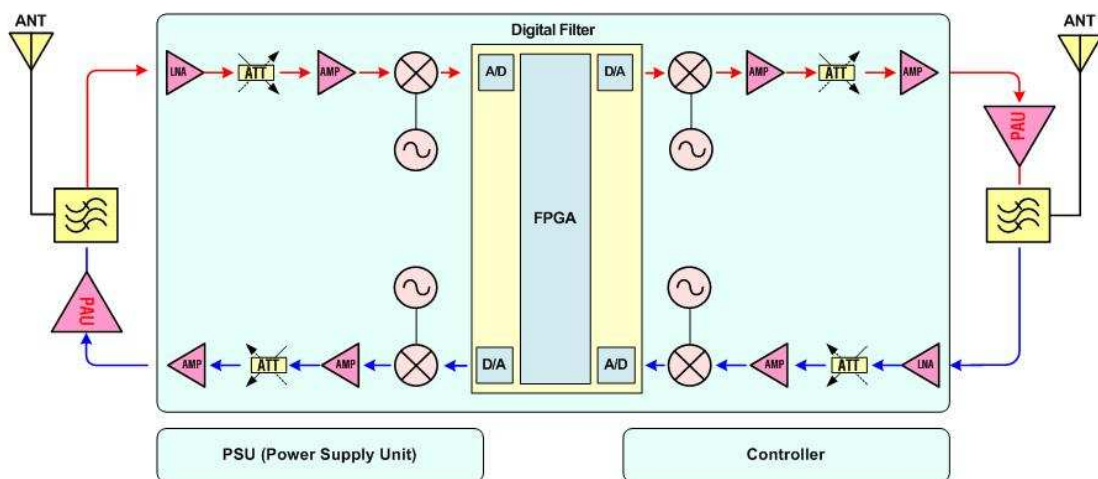 ANT
ANT
Digital Filter
LNA
ATT
AMP
A/D
D/A
AMP
ATT
AMP
PAU
FPGA
PAU
AMP
ATT
AMP
D/A
A/D
AMP
ATT
LNA
PSU (Power Supply Unit)
Controller